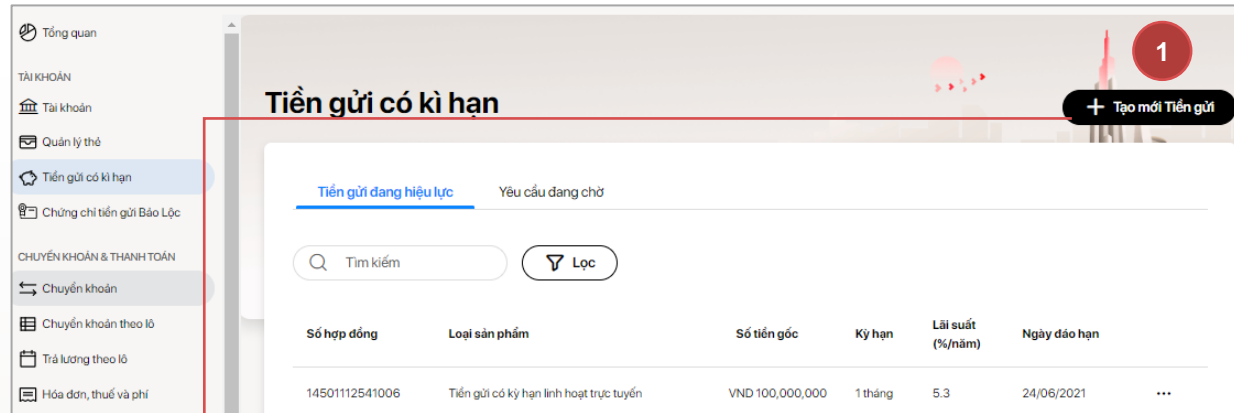 Tổng quan
TÀI KHOẢN
Tài khoản
Quản lý thẻ
Tiền gửi có kì hạn
Chứng chỉ tiền gửi Bảo Lộc
CHUYỂN KHOẢN & THANH TOÁN
Chuyển khoản
Chuyển khoản theo lô
Trả lương theo lô
Hóa đơn, thuế và phí
1
Tiền gửi có kì hạn
Tạo mới Tiền gửi
Tiền gửi đang hiệu lực Yêu cầu đang chờ
Tìm kiếm Lọc
Số hợp đồng Loại sản phẩm Số tiền gốc Kỳ hạn Lãi suất (%/năm) Ngày đáo hạn
14501112541006 Tiền gửi có kỳ hạn linh hoạt trực tuyến VND 100,000,000 1 tháng 5.3 24/06/2021 ...